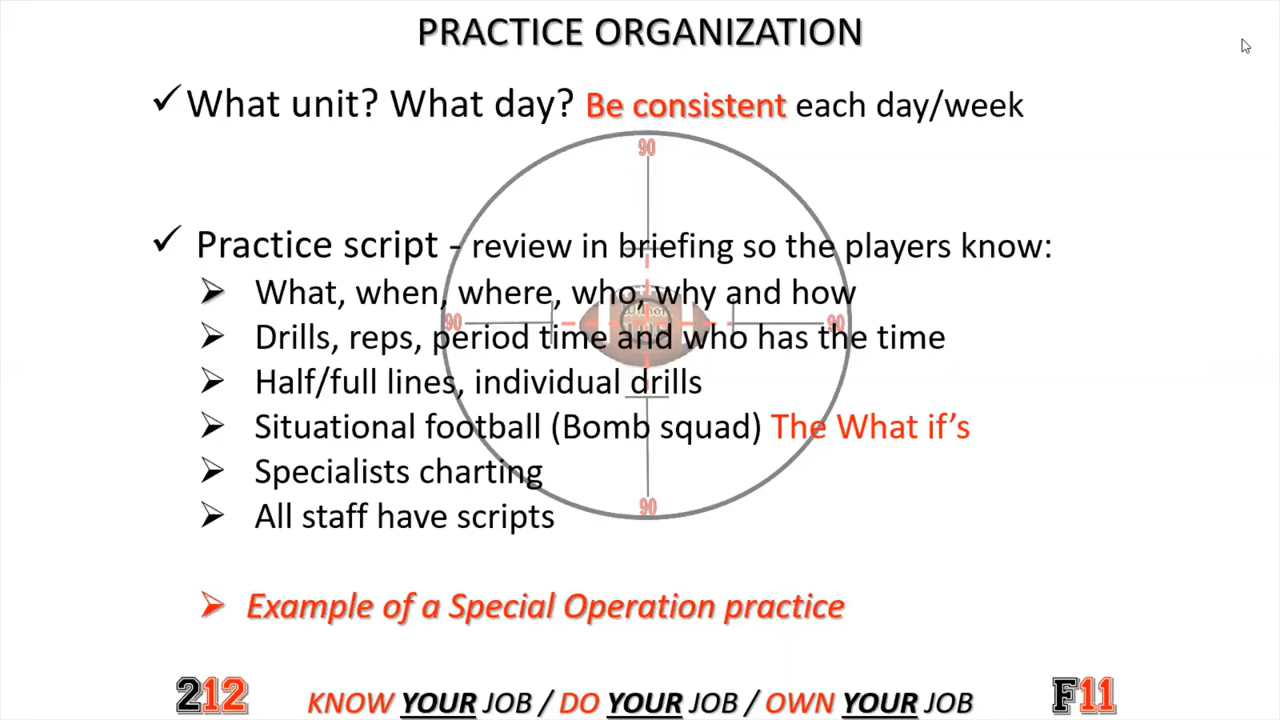 PRACTICE ORGANIZATION
What unit? What day? Be consistent each day/week
90
Practice script - review in briefing so the players know:
What, when, where, who, why and how
90
90
Drills, reps, period time and who has the time
Half/full lines, individual drills
Situational football (Bomb squad) The What if's
Specialists charting
90
All staff have scripts
Example of a Special Operation practice
212 KNOW YOUR JOB / DO YOUR JOB / OWN YOUR JOB F11